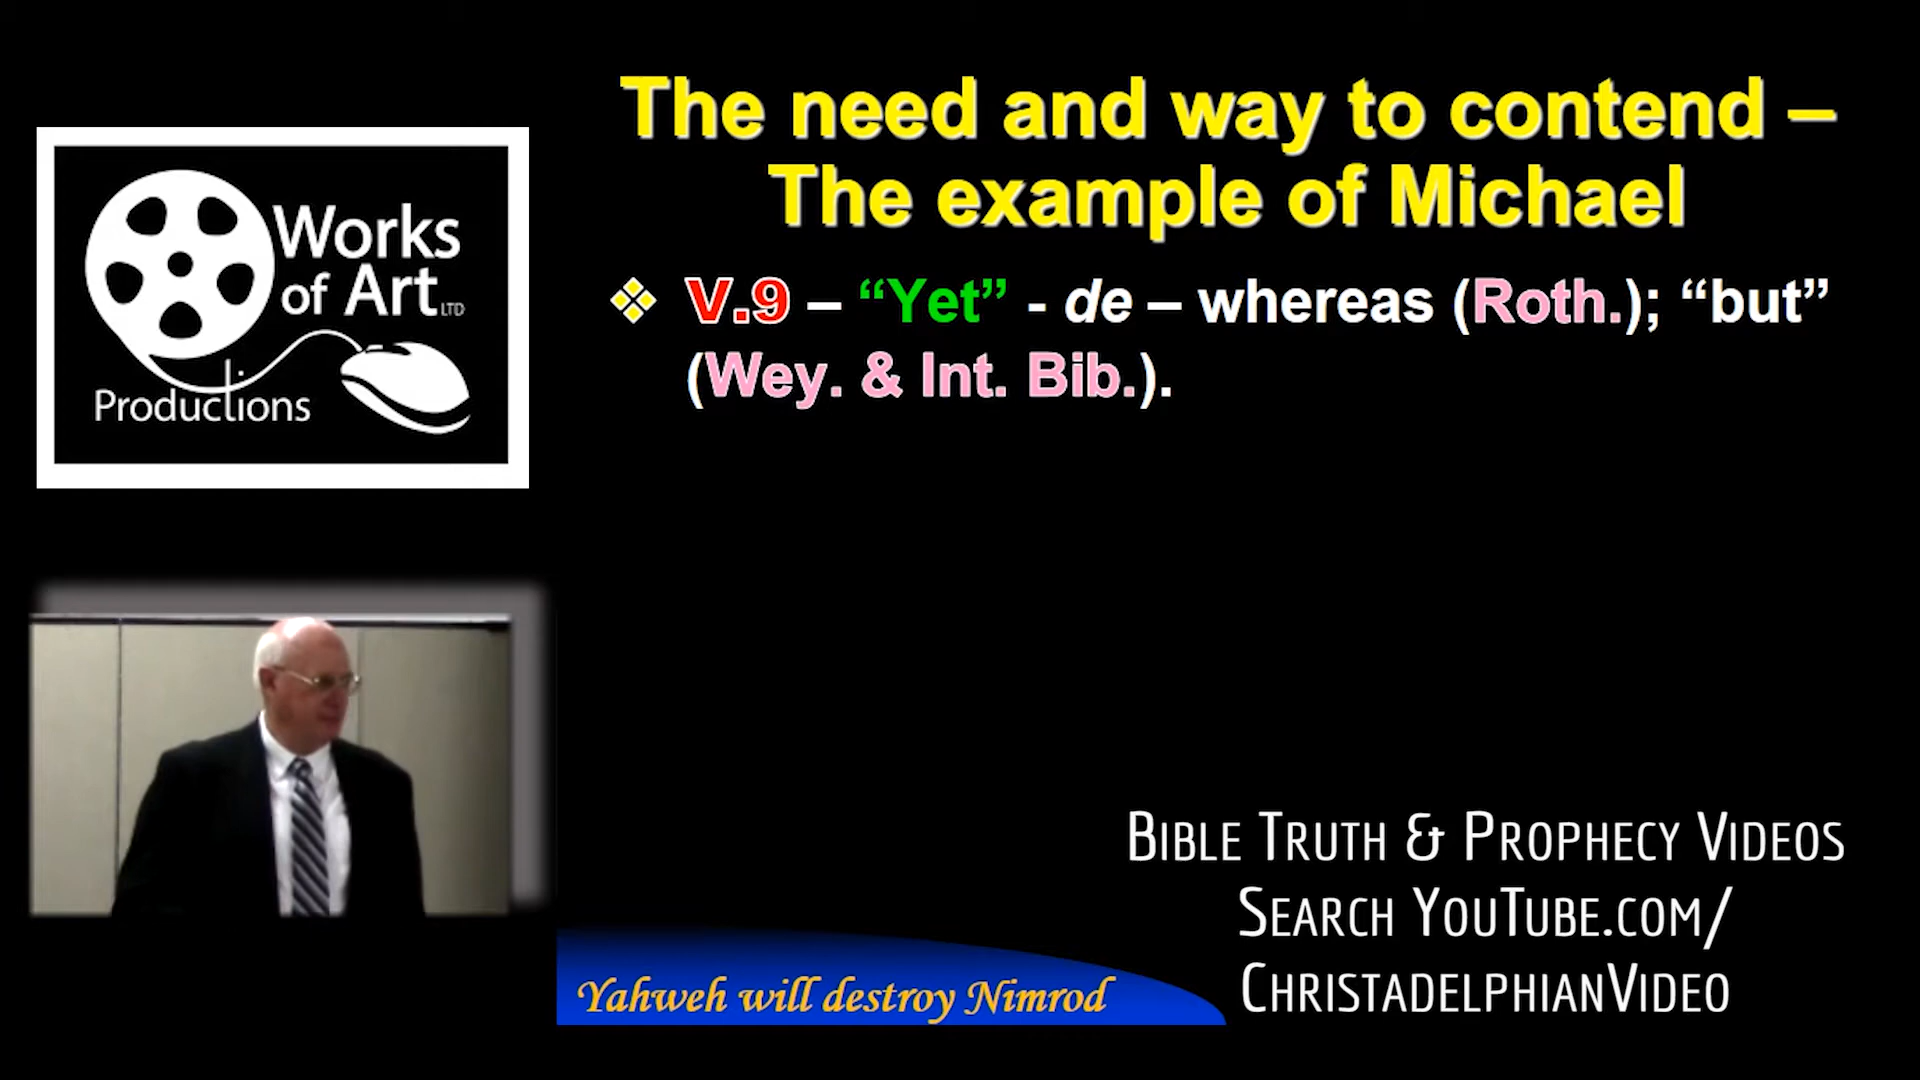 The need and way to contend –
The example of Michael
❖ V.9 – “Yet” - de – whereas (Roth.); “but”
(Wey. & Int. Bib.).
Works
of Art LTD
Productions
Bible Truth & Prophecy Videos
Search YouTube.com/
ChristadelphianVideo
Yahweh will destroy Nimrod